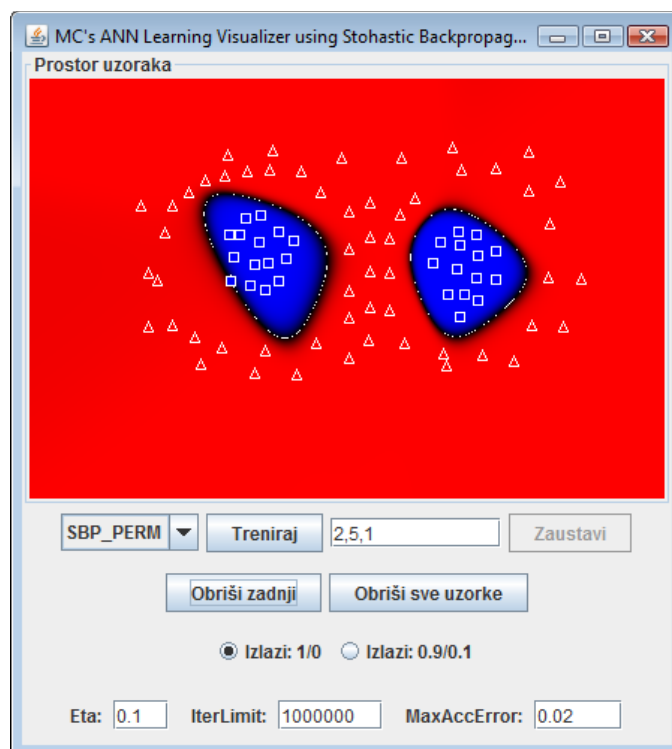 MC's ANN Learning Visualizer using Stohastic Backpropag...
Prostor uzoraka
SBP_PERM Treniraj 2,5,1 Zaustavi
Obriši zadnji Obriši sve uzorke
Izlazi: 1/0 Izlazi: 0.9/0.1
Eta: 0.1 IterLimit: 1000000 MaxAccError: 0.02